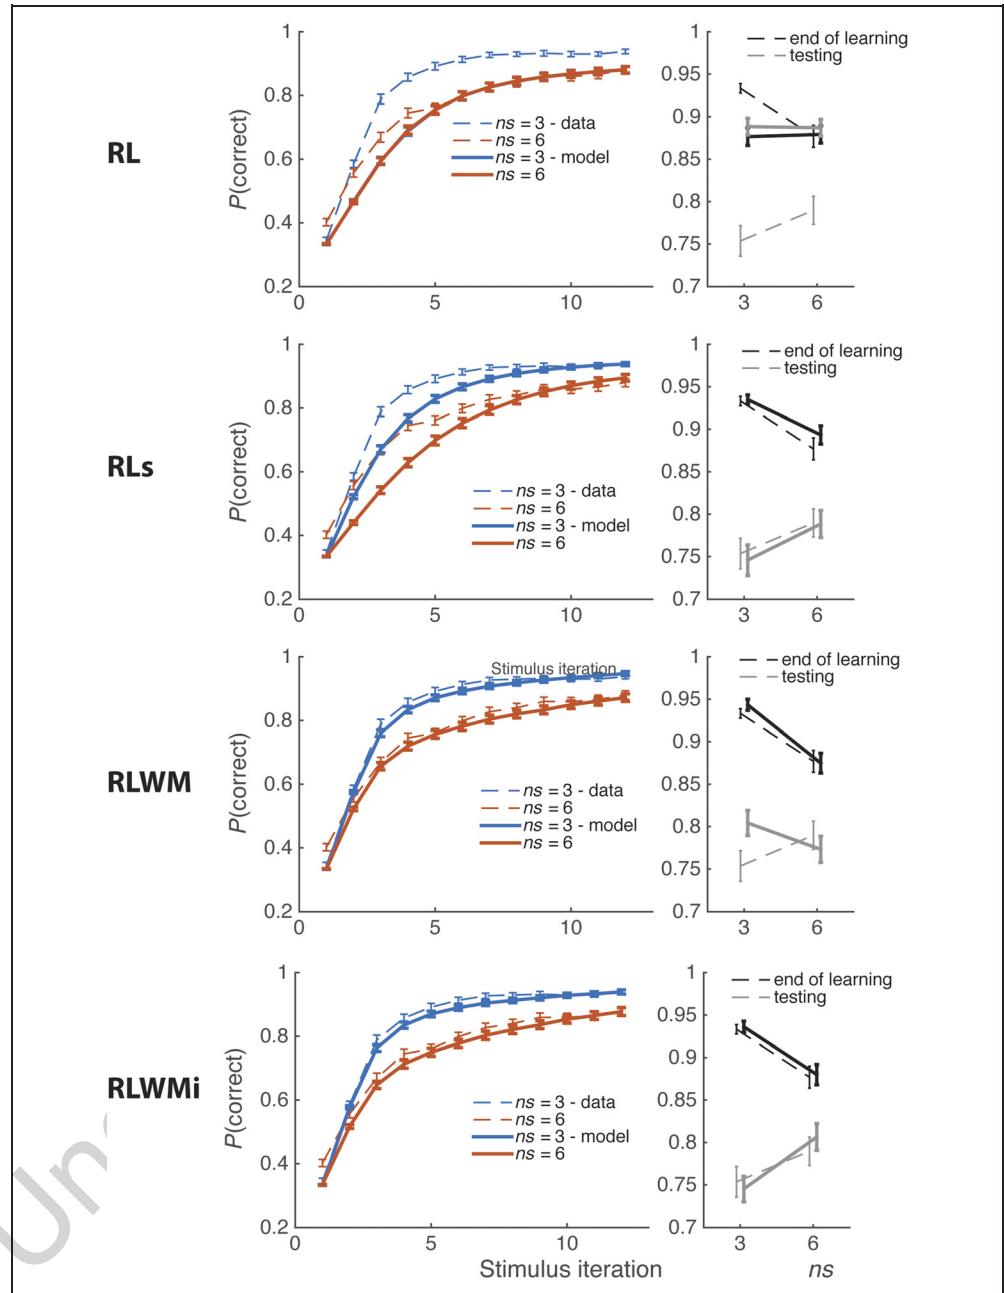 RL
P(correct)
1
0.8
0.6
0.4
0.2
0
5
10
ns = 3 - data
ns = 6
ns = 3 - model
ns = 6
1
0.95
0.9
0.85
0.8
0.75
0.7
3
6
end of learning
testing
RLs
P(correct)
1
0.8
0.6
0.4
0.2
0
5
10
ns = 3 - data
ns = 6
ns = 3 - model
ns = 6
1
0.95
0.9
0.85
0.8
0.75
0.7
3
6
end of learning
testing
RLWM
P(correct)
1
0.8
0.6
0.4
0.2
0
5
10
Stimulus iteration
ns = 3 - data
ns = 6
ns = 3 - model
ns = 6
1
0.95
0.9
0.85
0.8
0.75
0.7
3
6
end of learning
testing
RLWMi
P(correct)
1
0.8
0.6
0.4
0.2
0
5
10
ns = 3 - data
ns = 6
ns = 3 - model
ns = 6
Stimulus iteration
1
0.95
0.9
0.85
0.8
0.75
0.7
3
6
end of learning
testing
ns
Un